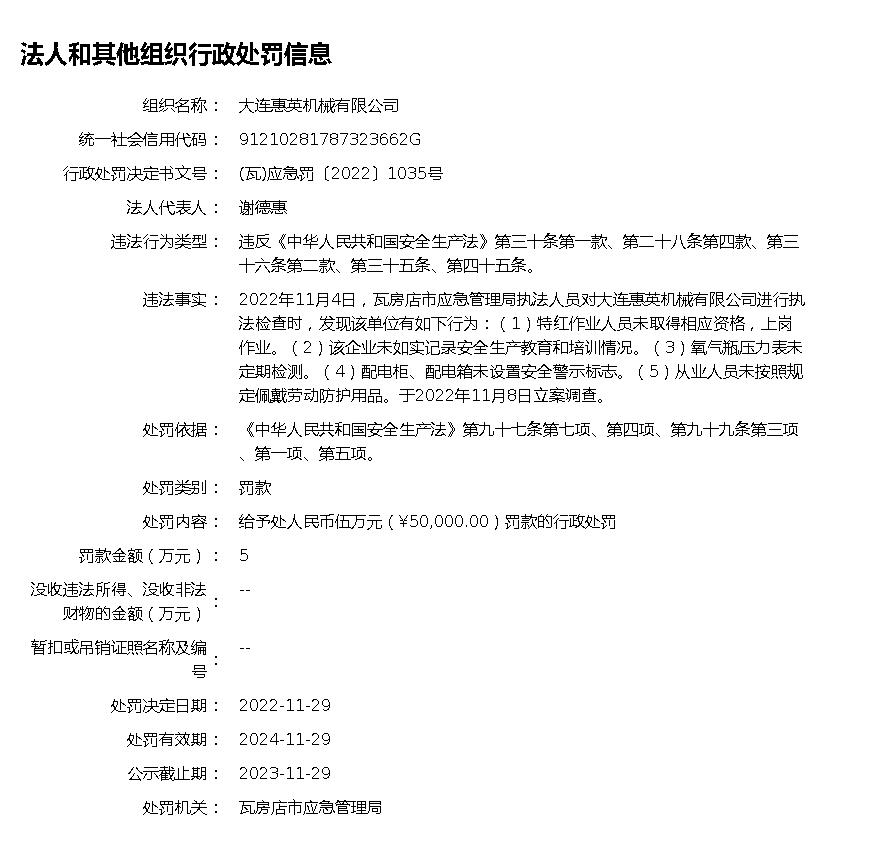 法人和其他组织行政处罚信息
组织名称： 大连惠英机械有限公司
统一社会信用代码： 91210281787323662G
行政处罚决定书文号： (瓦)应急罚〔2022〕1035号
法人代表人： 谢德惠
违法行为类型： 违反《中华人民共和国安全生产法》第三十条第一款、第二十八条第四款、第三
十六条第二款、第三十五条、第四十五条。
违法事实： 2022年11月4日，瓦房店市应急管理局执法人员对大连惠英机械有限公司进行执
法检查时，发现该单位有如下行为：（1）特红作业人员未取得相应资格，上岗
作业。（2）该企业未如实记录安全生产教育和培训情况。（3）氧气瓶压力表未
定期检测。（4）配电柜、配电箱未设置安全警示标志。（5）从业人员未按照规
定佩戴劳动防护用品。于2022年11月8日立案调查。
处罚依据： 《中华人民共和国安全生产法》第九十七条第七项、第四项、第九十九条第三项
、第一项、第五项。
处罚类别： 罚款
处罚内容： 给予处人民币伍万元（¥50,000.00）罚款的行政处罚
罚款金额（万元）： 5
没收违法所得、没收非法
财物的金额（万元）： --
暂扣或吊销证照名称及编
号： --
处罚决定日期： 2022-11-29
处罚有效期： 2024-11-29
公示截止期： 2023-11-29
处罚机关： 瓦房店市应急管理局